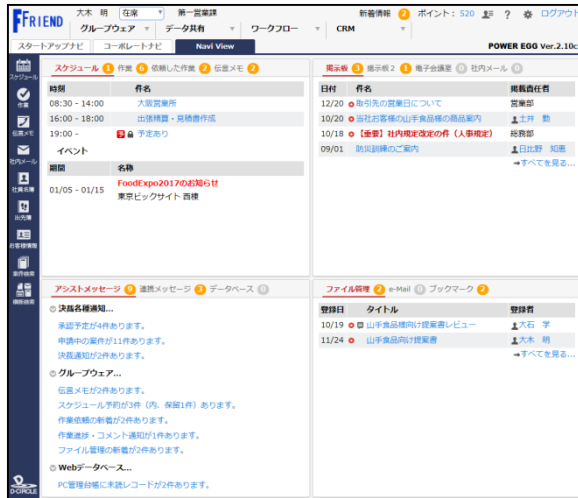 FFRIEND 大木 明 在席 第一営業課 新着情報 2 ポイント: 520 ? ログアウト
グループウェア データ共有 ワークフロー CRM
スタートアップナビ コーポレートナビ Navi View POWER EGG Ver.2.10c
スケジュール
作業
伝言メモ
社内メール
社員名簿
出先簿
お客様情報
案件検索
機能検索
D-CIRCLE
スケジュール 1 作業 6 依頼した作業 2 伝言メモ 2
時刻 件名
08:30 - 14:00 大阪営業所
16:00 - 18:00 出張精算・見積書作成
19:00 - 予定あり
イベント
期間 名称
01/05 - 01/15 FoodExpo2017のお知らせ
東京ビックサイト 西棟
掲示板 3 掲示板2 1 電子会議室 0 社内メール 0
日付 件名 掲載責任者
12/20 取引先の営業日について 営業部
10/20 当社お客様の山手食品様の商品案内 土井 勤
10/18 【重要】社内規定改定の件（人事規定） 総務部
09/01 防災訓練のご案内 日比野 知恵
⇒すべてを見る...
アシストメッセージ 9 連携メッセージ 3 データベース 0
決裁各種通知...
承認予定が4件あります。
申請中の案件が11件あります。
決裁通知が2件あります。
グループウェア...
伝言メモが2件あります。
スケジュール予約が3件（内、保留1件）あります。
作業依頼の新着が2件あります。
作業進捗・コメント通知が1件あります。
ファイル管理の新着が2件あります。
Webデータベース...
PC管理台帳に未読レコードが2件あります。
ファイル管理 2 e-Mail 0 ブックマーク 2
登録日 タイトル 登録者
10/19 山手食品様向け提案書レビュー 大石 学
11/24 山手食品向け提案書 大木 明
⇒すべてを見る...